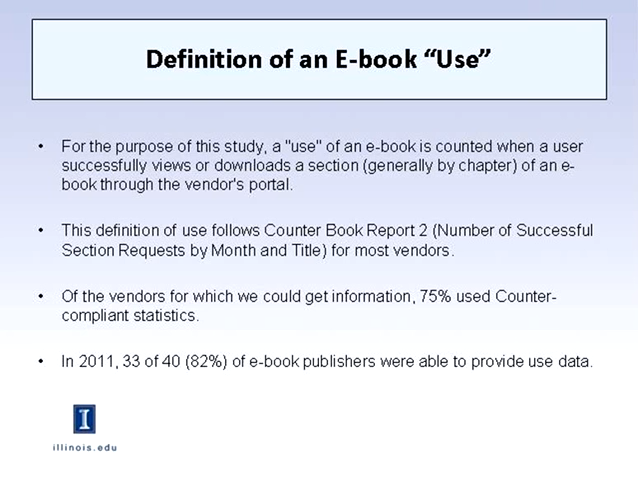 Definition of an E-book “Use”
• For the purpose of this study, a "use" of an e-book is counted when a user
successfully views or downloads a section (generally by chapter) of an e-
book through the vendor's portal.
• This definition of use follows Counter Book Report 2 (Number of Successful
Section Requests by Month and Title) for most vendors.
• Of the vendors for which we could get information, 75% used Counter-
compliant statistics.
• In 2011, 33 of 40 (82%) of e-book publishers were able to provide use data.
I
illinois.edu